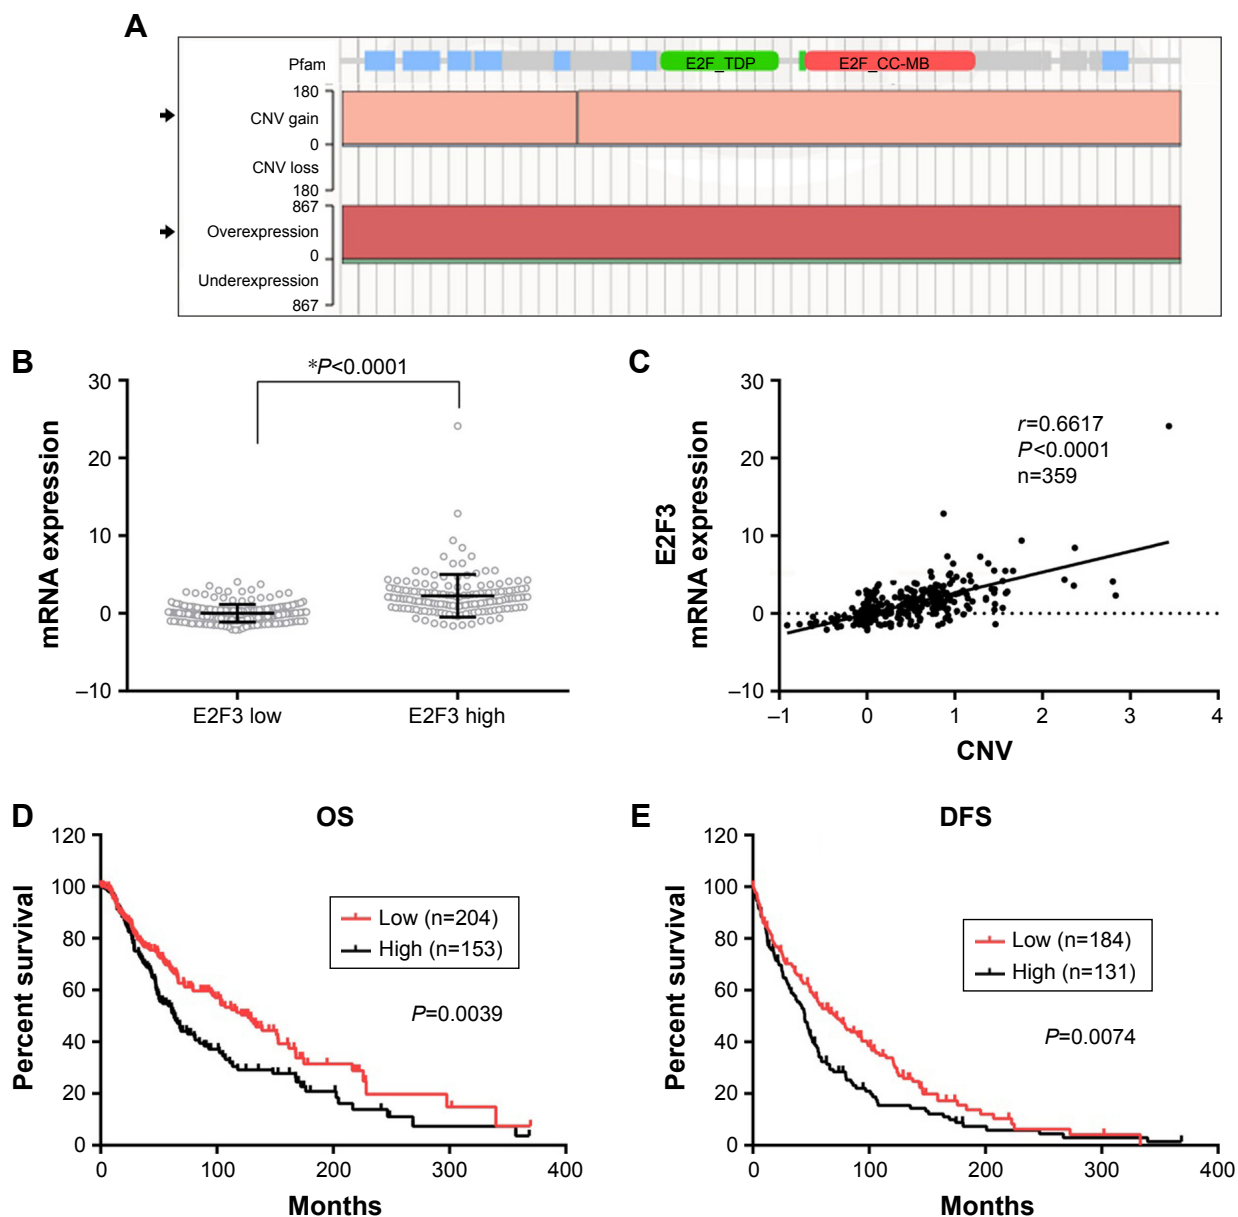 A
Pfam
E2F_TDP
E2F_CC-MB
180
CNV gain
0
CNV loss
180
867
Overexpression
0
Underexpression
867
B
*P<0.0001
30
20
10
0
–10
mRNA expression
E2F3 low
E2F3 high
C
30
20
10
0
–10
E2F3
mRNA expression
r=0.6617
P<0.0001
n=359
–1
0
1
2
3
4
CNV
D
OS
120
100
80
60
40
20
0
Percent survival
Low (n=204)
High (n=153)
P=0.0039
0
100
200
300
400
Months
E
DFS
120
100
80
60
40
20
0
Percent survival
Low (n=184)
High (n=131)
P=0.0074
0
100
200
300
400
Months